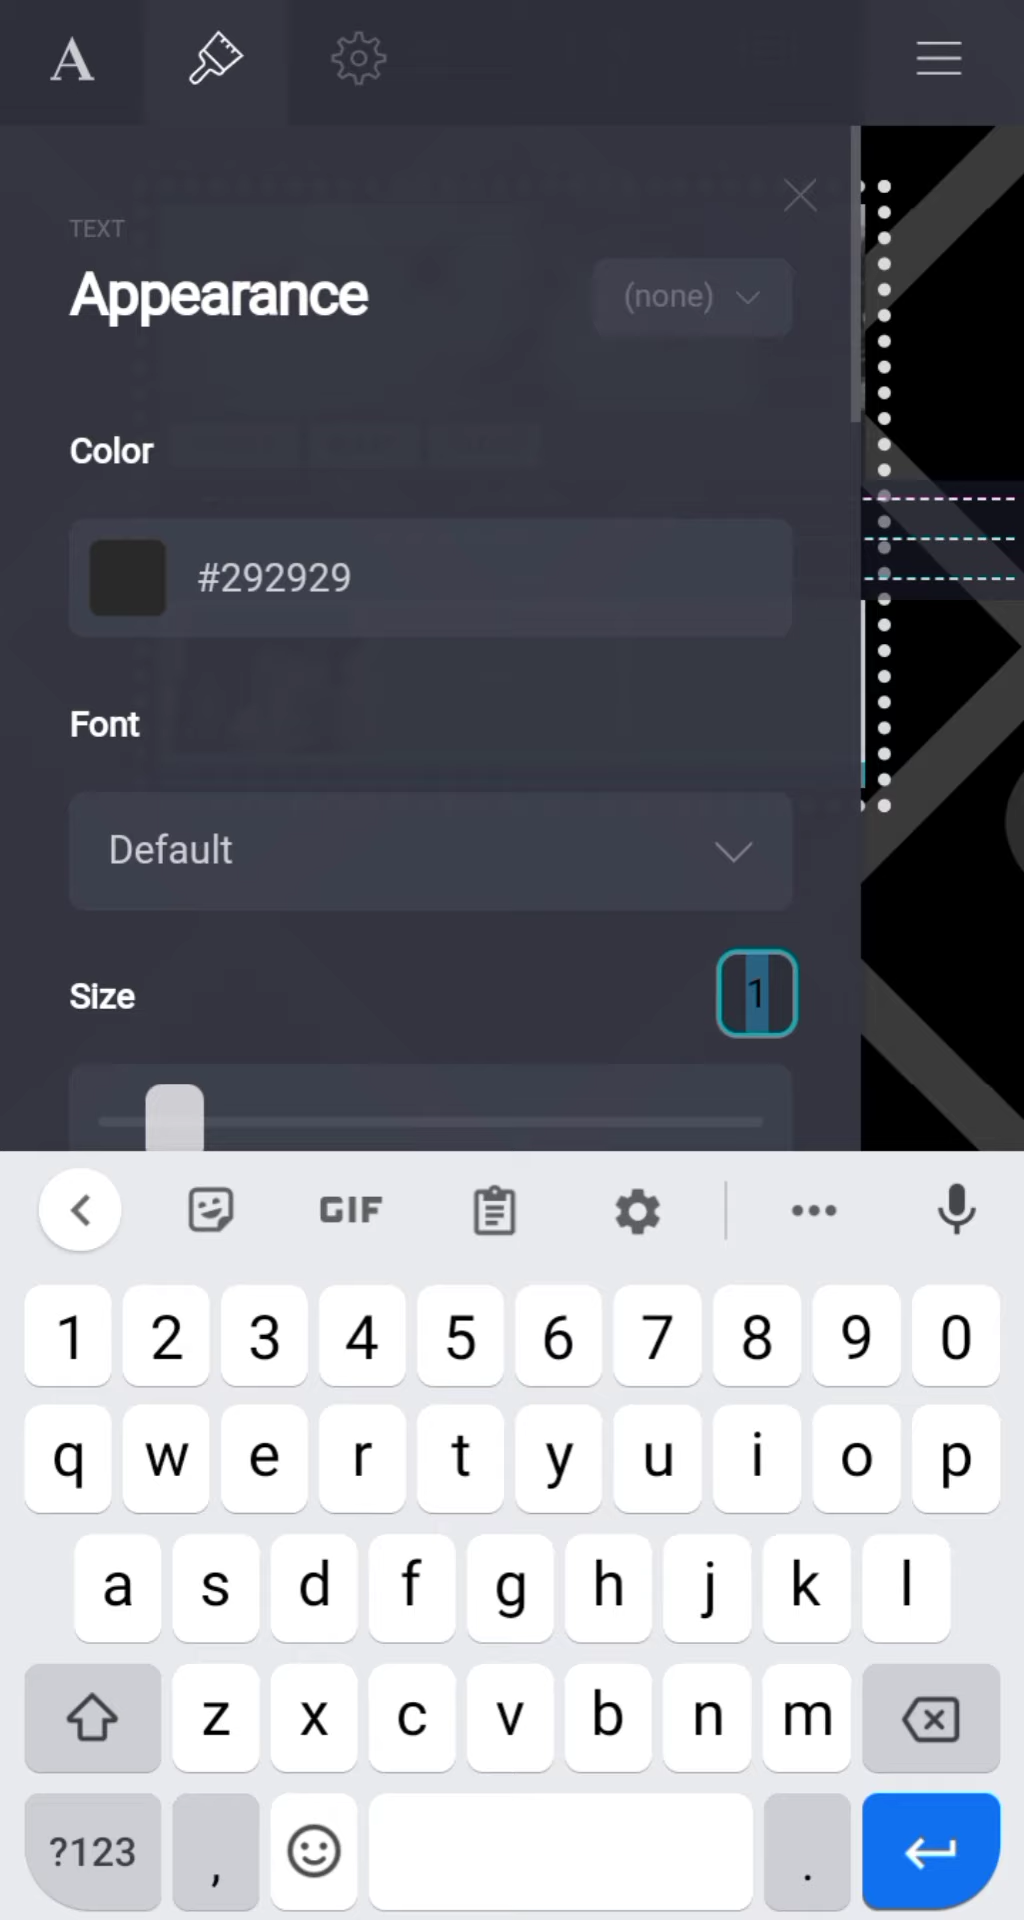 A
TEXT
Appearance
(none)
Color
#292929
Font
Default
Size
1
GIF
1 2 3 4 5 6 7 8 9 0
q w e r t y u i o p
a s d f g h j k l
z x c v b n m
?123 , .